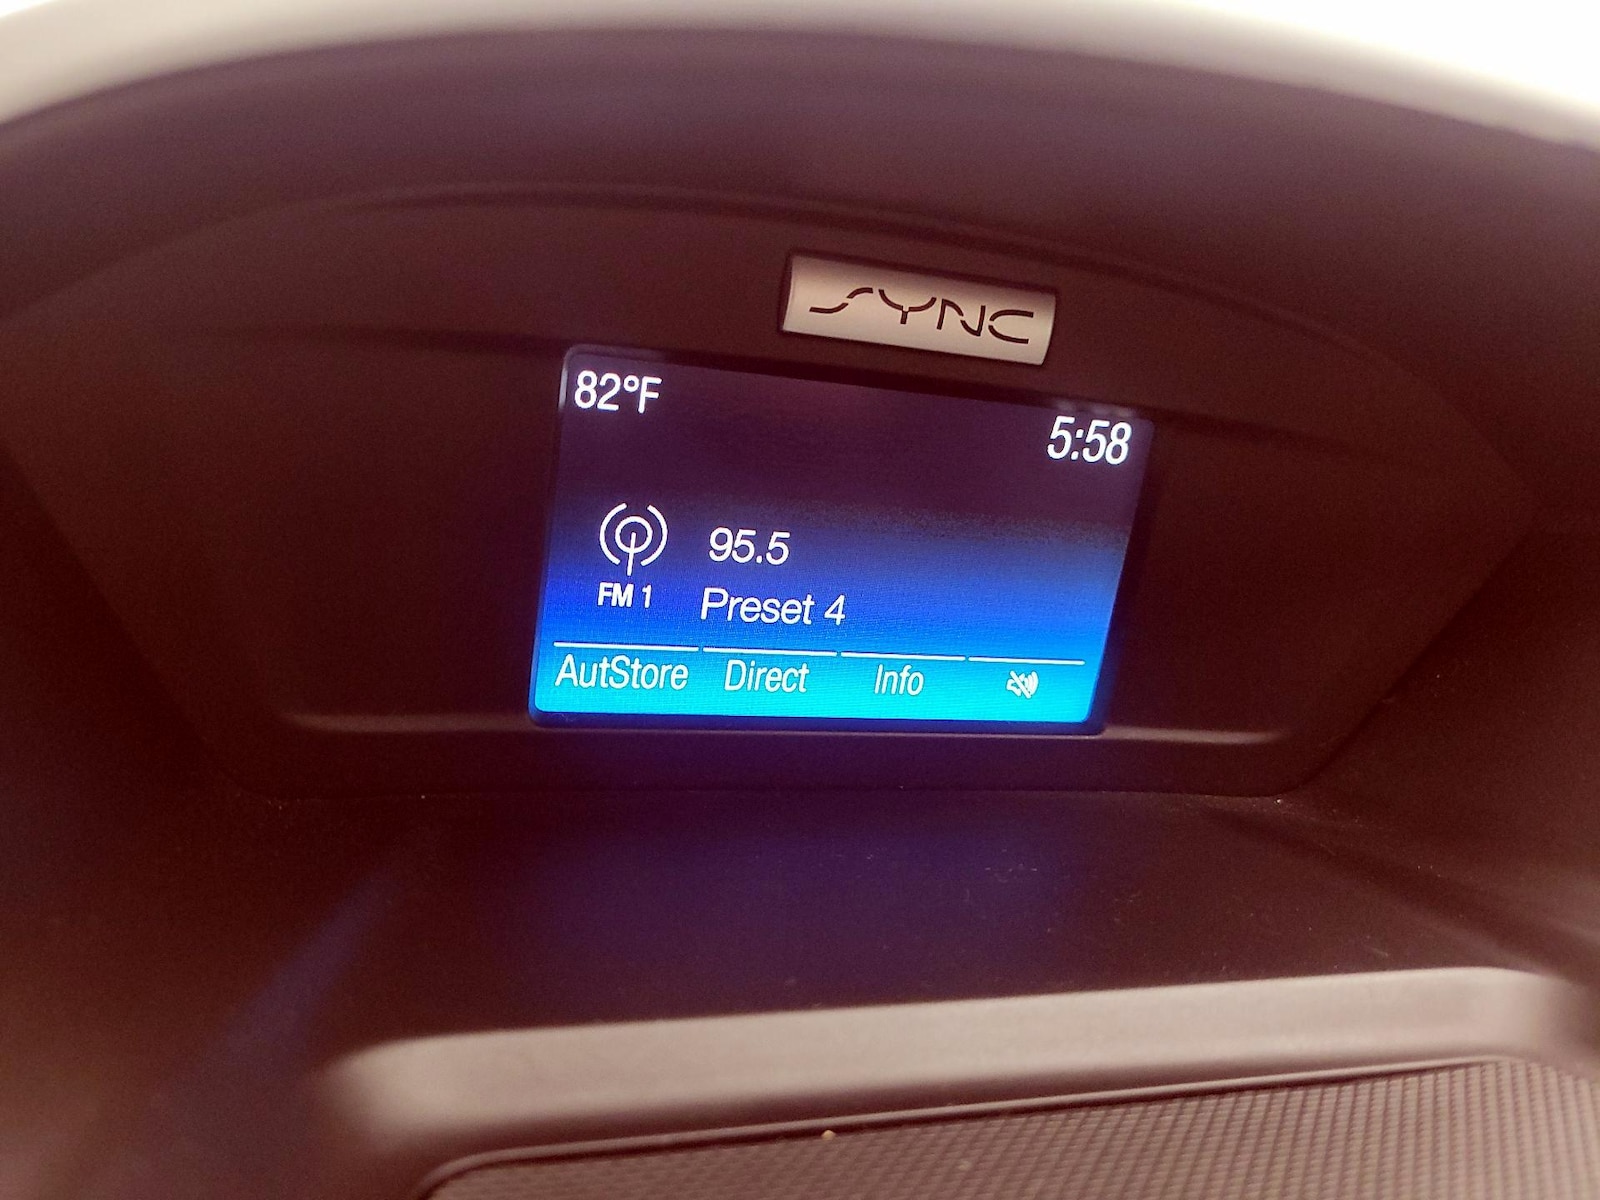 SYNC
82°F
5:58
95.5
FM 1
Preset 4
AutStore Direct Info